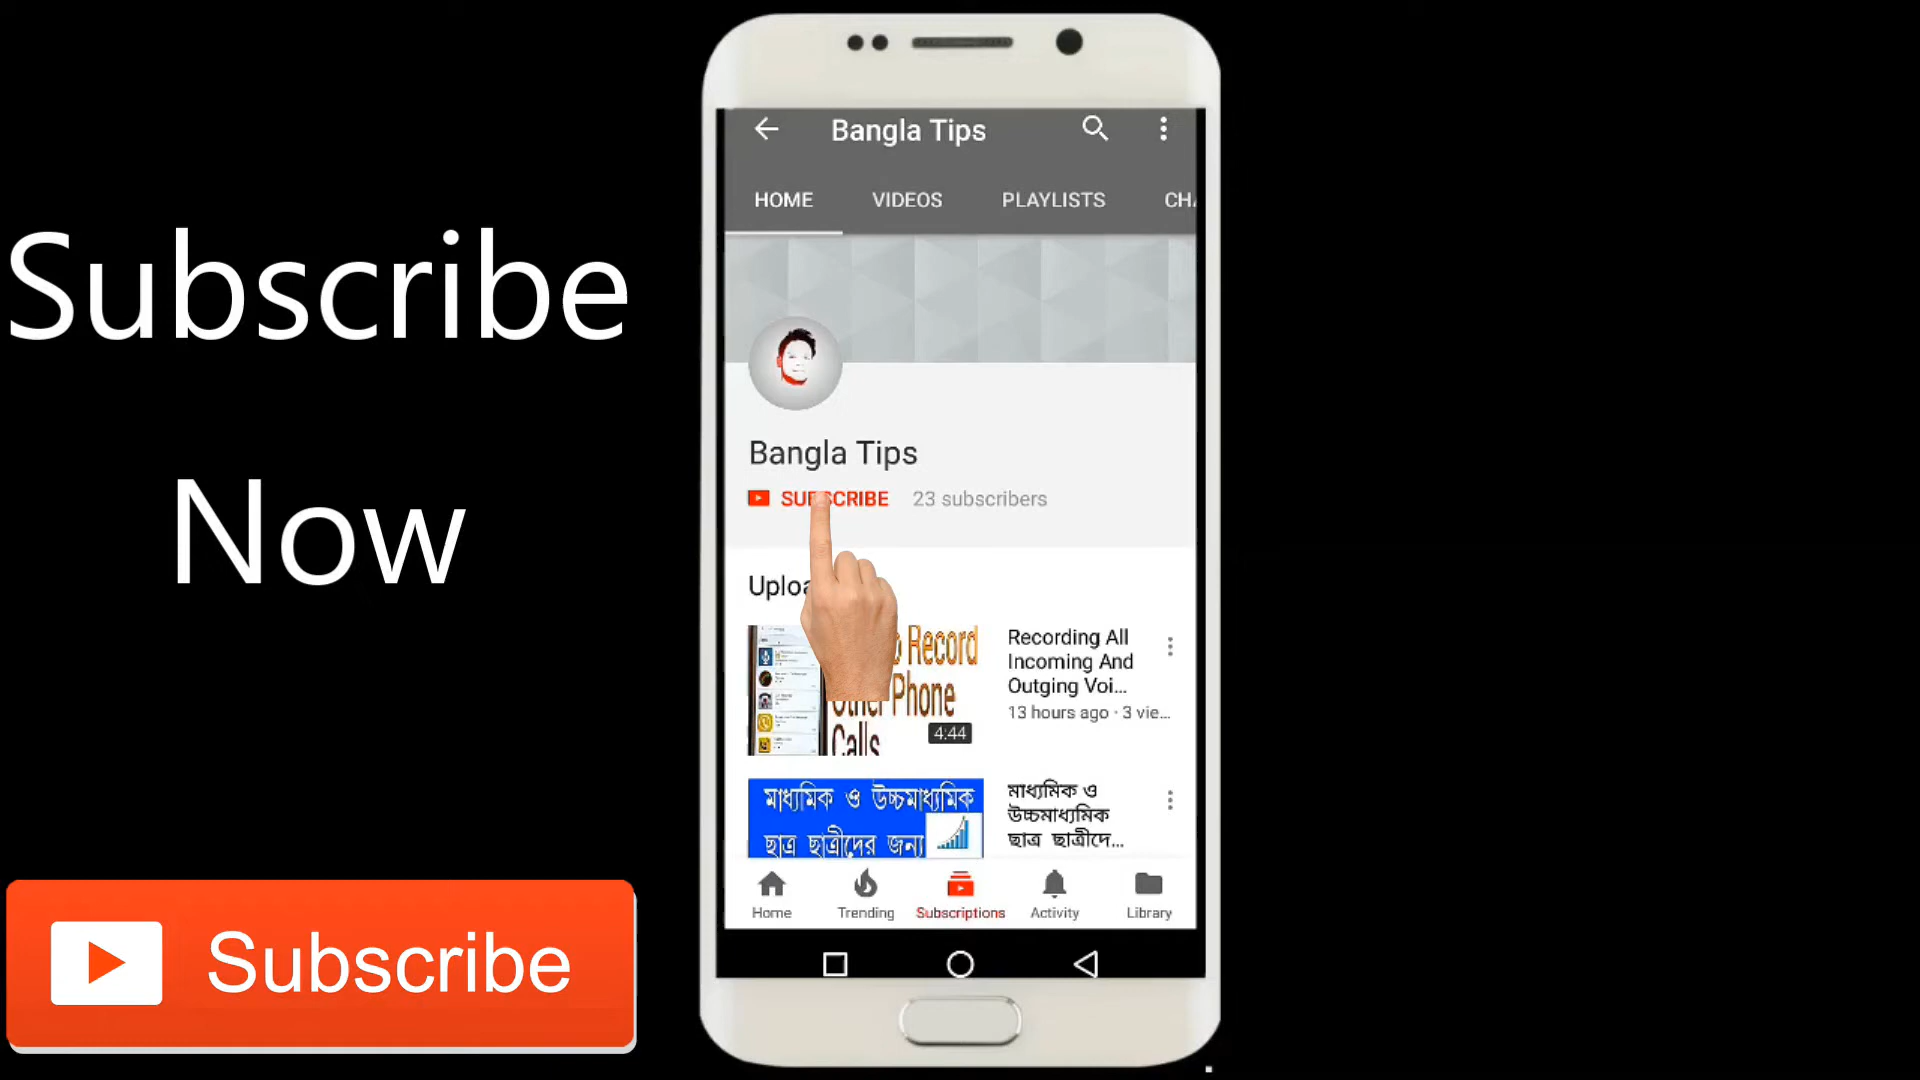 Subscribe
Now
Subscribe
Bangla Tips
HOME VIDEOS PLAYLISTS
Bangla Tips
SUBSCRIBE 23 subscribers
Record
Other Phone
Calls
4:44
Recording All
Incoming And
Outging Voi...
13 hours ago · 3 vie...
মাধ্যমিক ও উচ্চমাধ্যমিক
ছাত্র ছাত্রীদের জন্য
মাধ্যমিক ও
উচ্চমাধ্যমিক
ছাত্র ছাত্রীদে...
Home Trending Subscriptions Activity Library